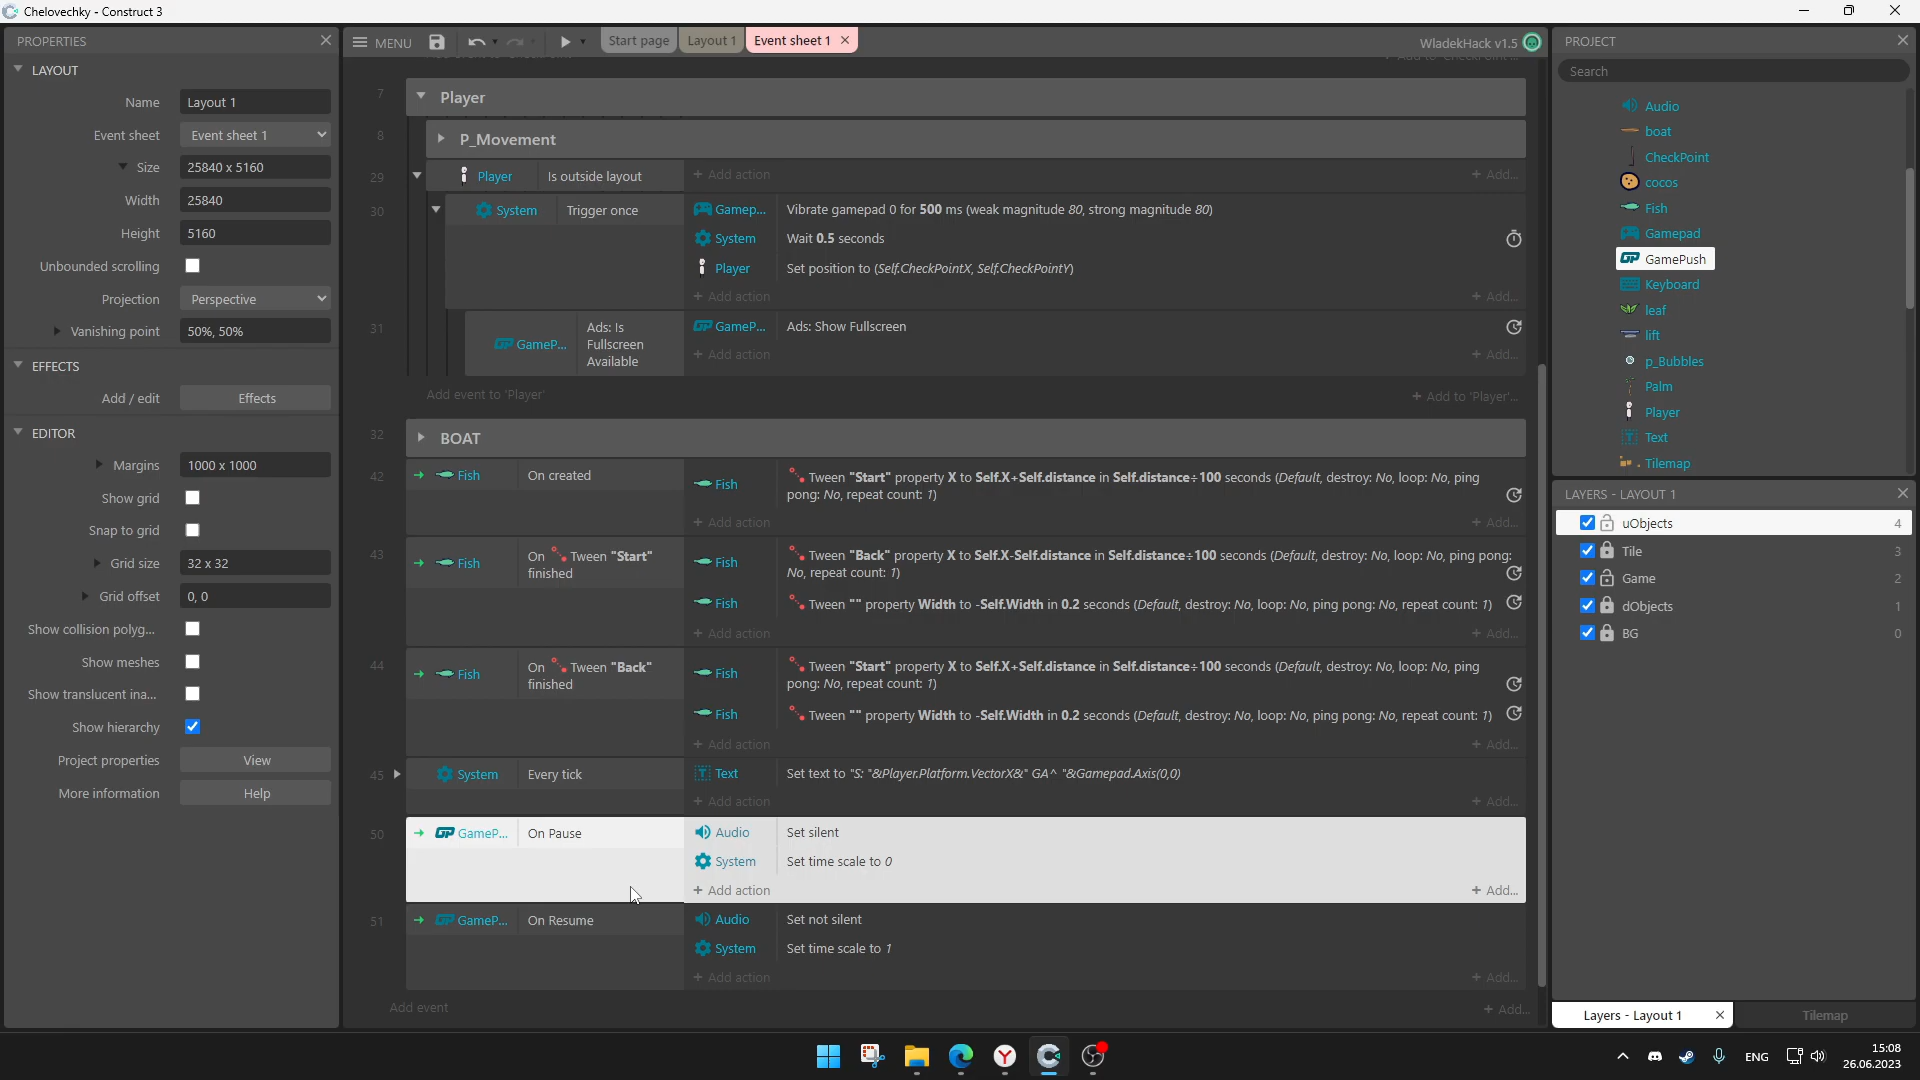 Chelovechky - Construct 3
PROPERTIES
LAYOUT
Name Layout 1
Event sheet Event sheet 1
Size 25840 x 5160
Width 25840
Height 5160
Unbounded scrolling
Projection Perspective
Vanishing point 50%, 50%
EFFECTS
Add / edit Effects
EDITOR
Margins 1000 x 1000
Show grid
Snap to grid
Grid size 32 x 32
Grid offset 0, 0
Show collision polyg...
Show meshes
Show translucent ina...
Show hierarchy
Project properties View
More information Help
MENU
Start page Layout 1 Event sheet 1
WladekHack v1.5
7 Player
8 P_Movement
29 Player Is outside layout + Add action + Add...
30 System Trigger once Gamep... Vibrate gamepad 0 for 500 ms (weak magnitude 80, strong magnitude 80)
System Wait 0.5 seconds
Player Set position to (Self.CheckPointX, Self.CheckPointY)
+ Add action + Add...
31 GameP... Ads: Is Fullscreen Available GameP... Ads: Show Fullscreen
+ Add action + Add...
Add event to 'Player' + Add to 'Player'...
32 BOAT
42 Fish On created Fish Tween "Start" property X to Self.X+Self.distance in Self.distance÷100 seconds (Default, destroy: No, loop: No, ping
pong: No, repeat count: 1)
+ Add action + Add...
43 Fish On Tween "Start" finished Fish Tween "Back" property X to Self.X-Self.distance in Self.distance÷100 seconds (Default, destroy: No, loop: No, ping pong:
No, repeat count: 1)
Fish Tween "" property Width to -Self.Width in 0.2 seconds (Default, destroy: No, loop: No, ping pong: No, repeat count: 1)
+ Add action + Add...
44 Fish On Tween "Back" finished Fish Tween "Start" property X to Self.X+Self.distance in Self.distance÷100 seconds (Default, destroy: No, loop: No, ping
pong: No, repeat count: 1)
Fish Tween "" property Width to -Self.Width in 0.2 seconds (Default, destroy: No, loop: No, ping pong: No, repeat count: 1)
+ Add action + Add...
45 System Every tick Text Set text to "S: "&Player.Platform.VectorX&" GA^ "&Gamepad.Axis(0,0)
+ Add action + Add...
50 GameP... On Pause Audio Set silent
System Set time scale to 0
+ Add action + Add...
51 GameP... On Resume Audio Set not silent
System Set time scale to 1
+ Add action + Add...
Add event + Add...
PROJECT
Search
Audio
boat
CheckPoint
cocos
Fish
Gamepad
GamePush
Keyboard
leaf
lift
p_Bubbles
Palm
Player
Text
Tilemap
LAYERS - LAYOUT 1
uObjects 4
Tile 3
Game 2
dObjects 1
BG 0
Layers - Layout 1 Tilemap
ENG
15:08
26.06.2023